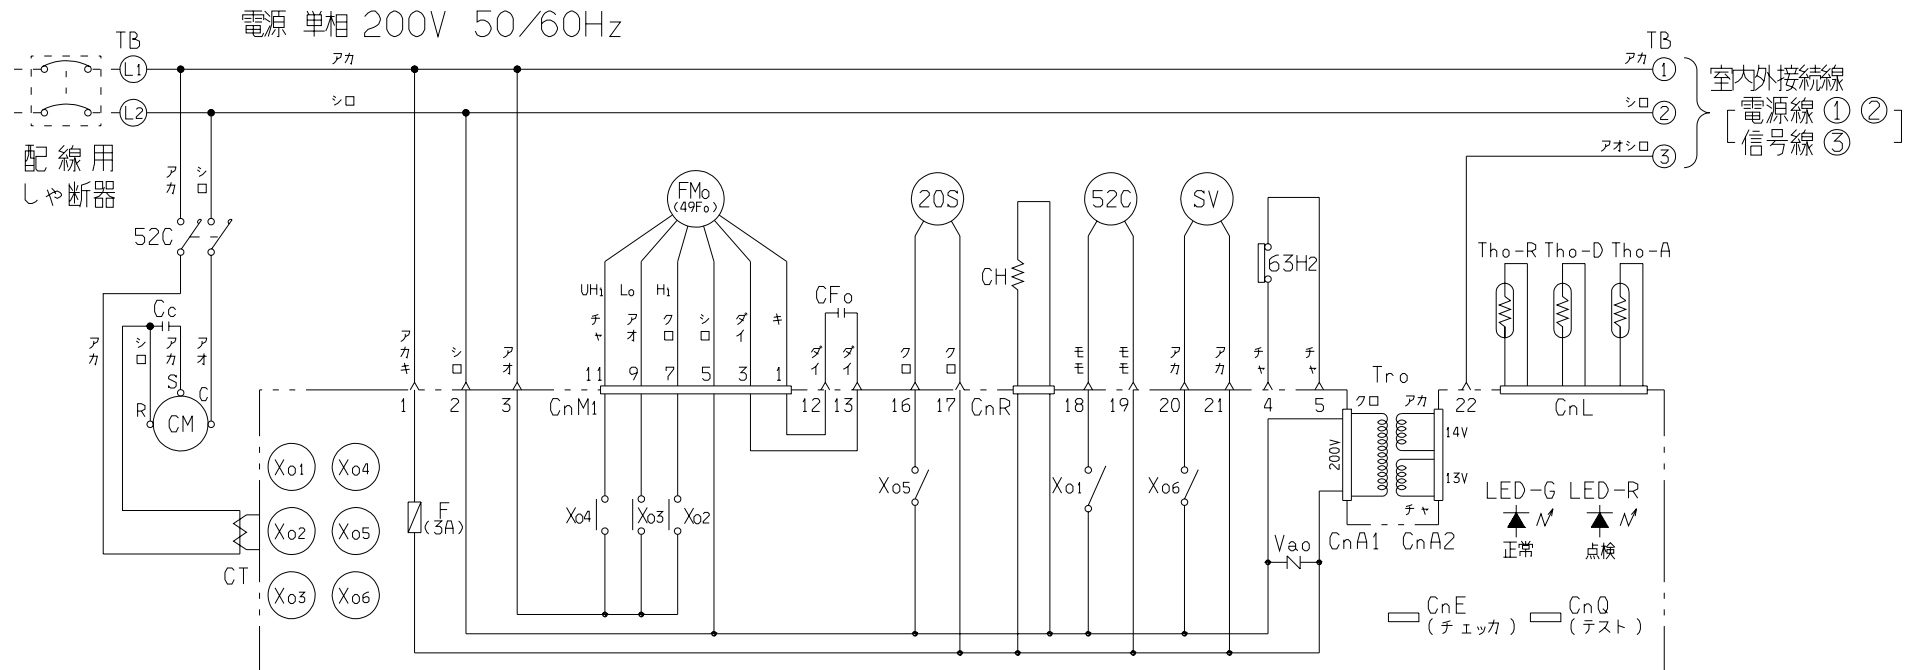 電源 単相 200V 50/60Hz
TB
TB
L1
アカ
アカ
1
L2
シロ
シロ
2
アオシロ
3
室内外接続線
電源線 ① ②
信号線 ③
配線用
しゃ断器
アカ
シロ
52C
FMo
(49Fo)
20S
52C
SV
CH
63H2
Tho-R Tho-D Tho-A
UH1
Lo
H1
CFo
チャ
アオ
クロ
シロ
ダイ
キ
Cc
アカ
シロ
アカ
アオ
S
R
C
CM
アカキ
シロ
アオ
ダイ
ダイ
クロ
クロ
モモ
モモ
アカ
アカ
チャ
チャ
11
9
7
5
3
1
1
2
3
CnM1
12
13
16
17
CnR
18
19
20
21
4
5
22
CnL
Tro
クロ
アカ
200V
14V
13V
チャ
CnA1
CnA2
Xo1
Xo4
Xo2
Xo5
Xo3
Xo6
CT
F
(3A)
Xo4
Xo3
Xo2
Xo5
Xo1
Xo6
Vao
LED-G LED-R
正常
点検
CnE
(チェッカ)
CnQ
(テスト)